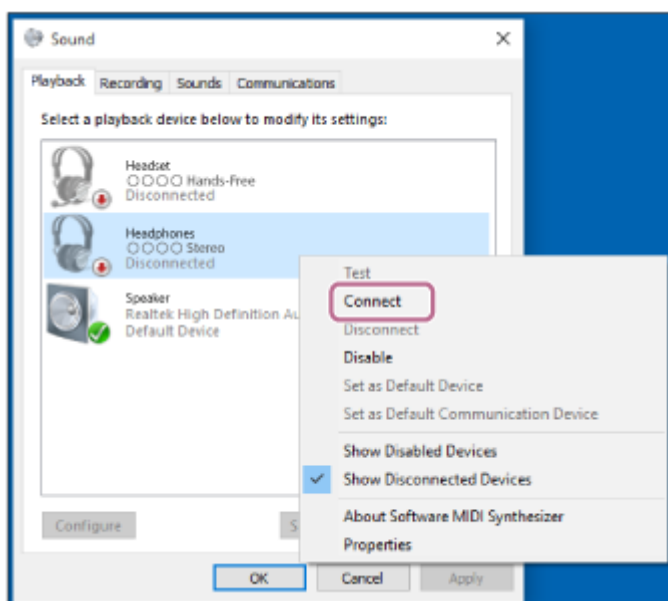 Sound
Playback Recording Sounds Communications
Select a playback device below to modify its settings:
Headset
○○○○ Hands-Free
Disconnected
Headphones
○○○○ Stereo
Disconnected
Speaker
Realtek High Definition Au
Default Device
Test
Connect
Disconnect
Disable
Set as Default Device
Set as Default Communication Device
Show Disabled Devices
Show Disconnected Devices
About Software MIDI Synthesizer
Properties
Configure S
OK Cancel Apply